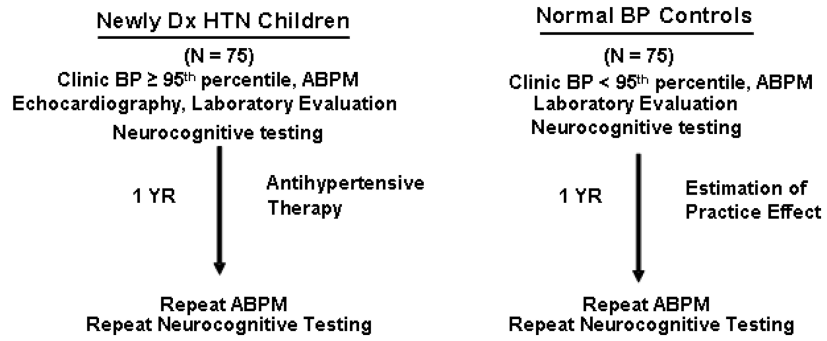 Newly Dx HTN Children
(N = 75)
Clinic BP ≥ 95th percentile, ABPM
Echocardiography, Laboratory Evaluation
Neurocognitive testing
1 YR
Antihypertensive
Therapy
Repeat ABPM
Repeat Neurocognitive Testing
Normal BP Controls
(N = 75)
Clinic BP < 95th percentile, ABPM
Laboratory Evaluation
Neurocognitive testing
1 YR
Estimation of
Practice Effect
Repeat ABPM
Repeat Neurocognitive Testing